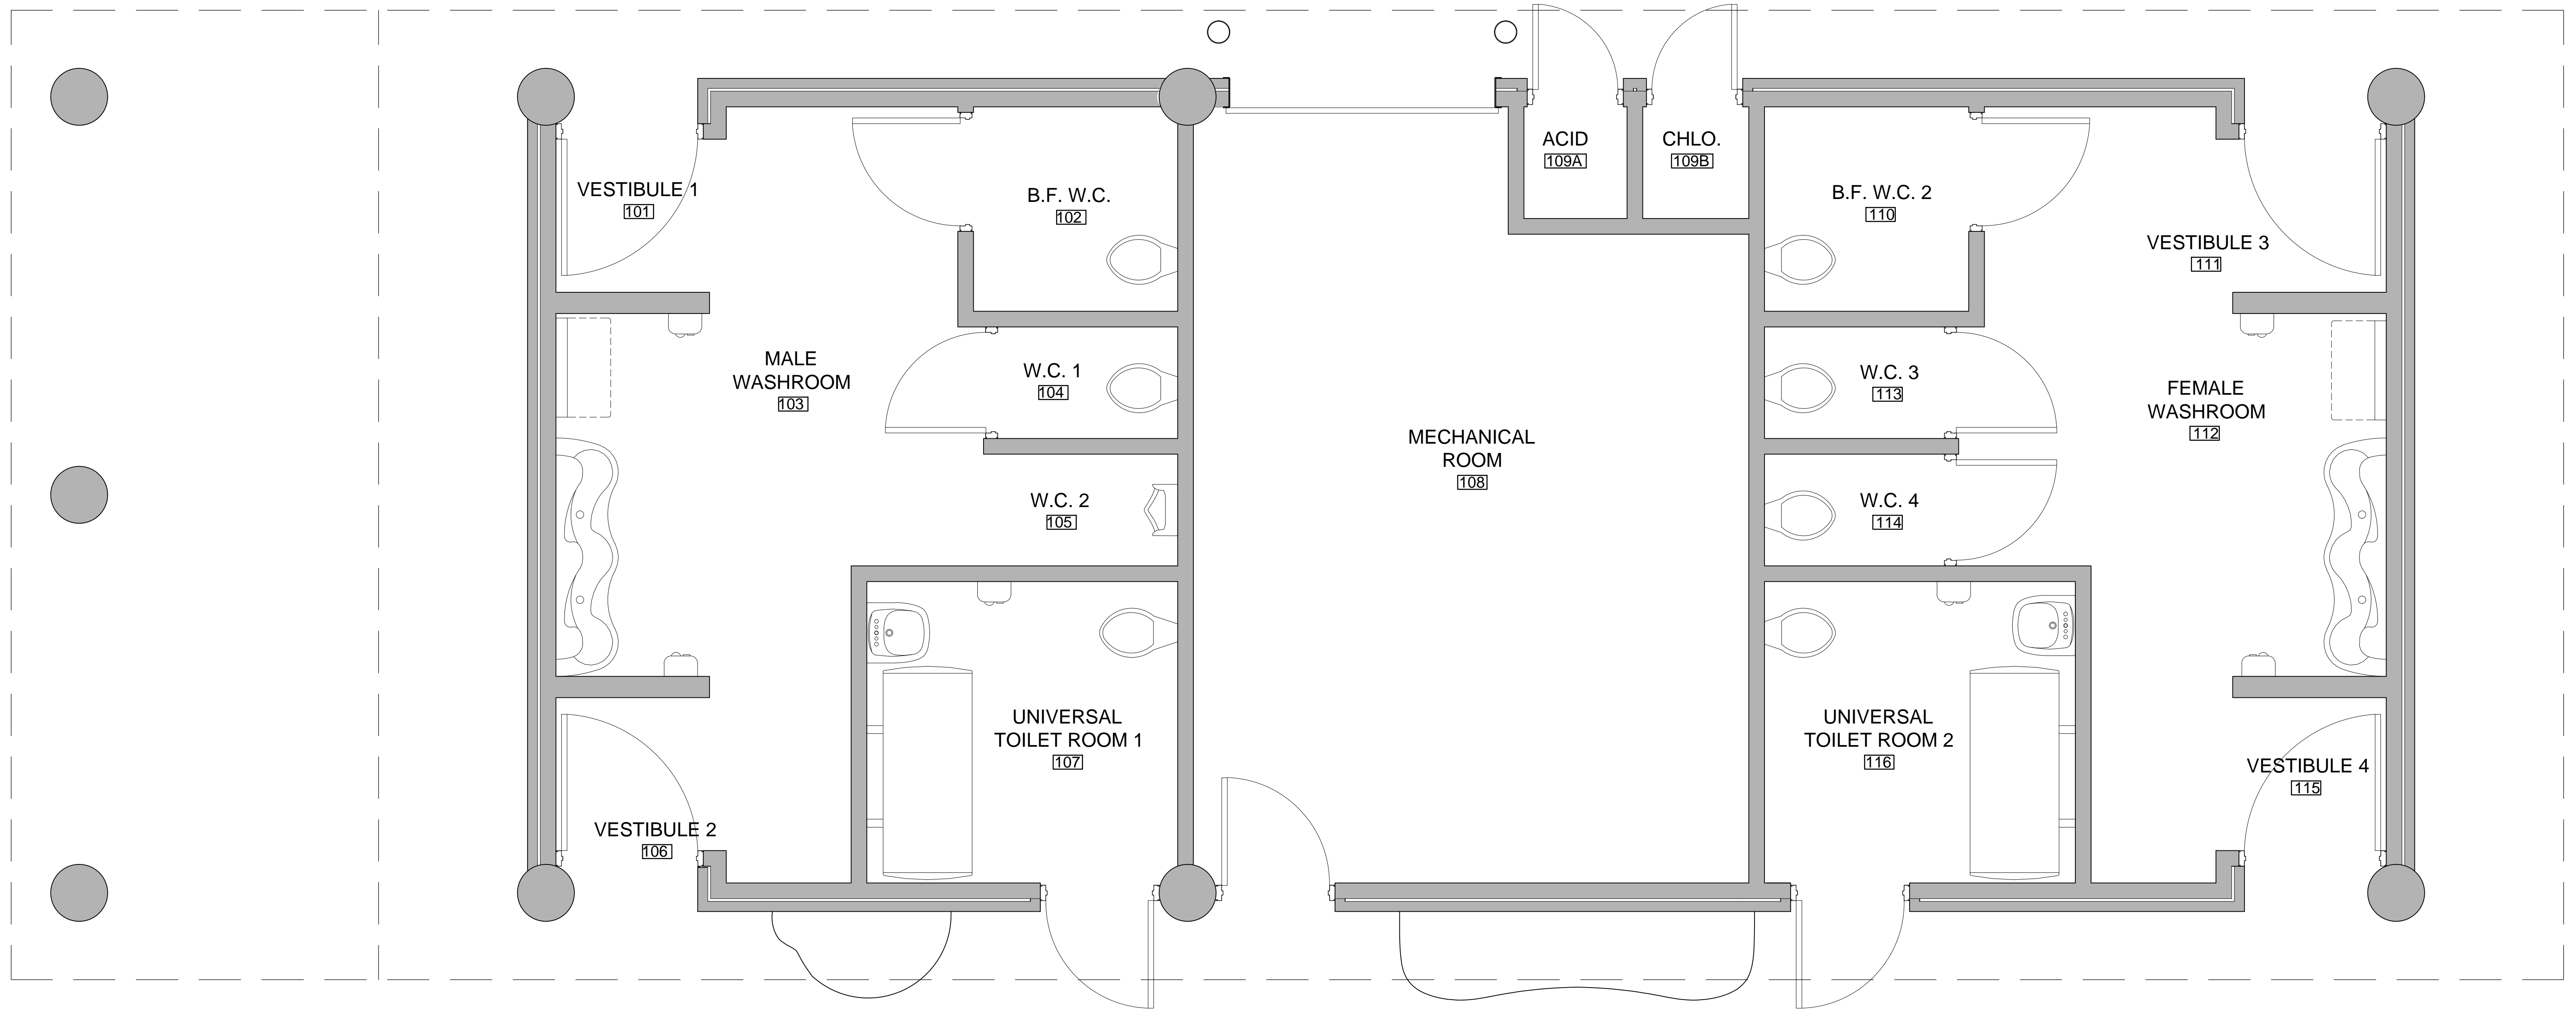 ACID
109A
CHLO.
109B
VESTIBULE 1
101
B.F. W.C.
102
B.F. W.C. 2
110
VESTIBULE 3
111
MALE
WASHROOM
103
W.C. 1
104
W.C. 3
113
FEMALE
WASHROOM
112
MECHANICAL
ROOM
108
W.C. 2
105
W.C. 4
114
UNIVERSAL
TOILET ROOM 1
107
UNIVERSAL
TOILET ROOM 2
116
VESTIBULE 4
115
VESTIBULE 2
106